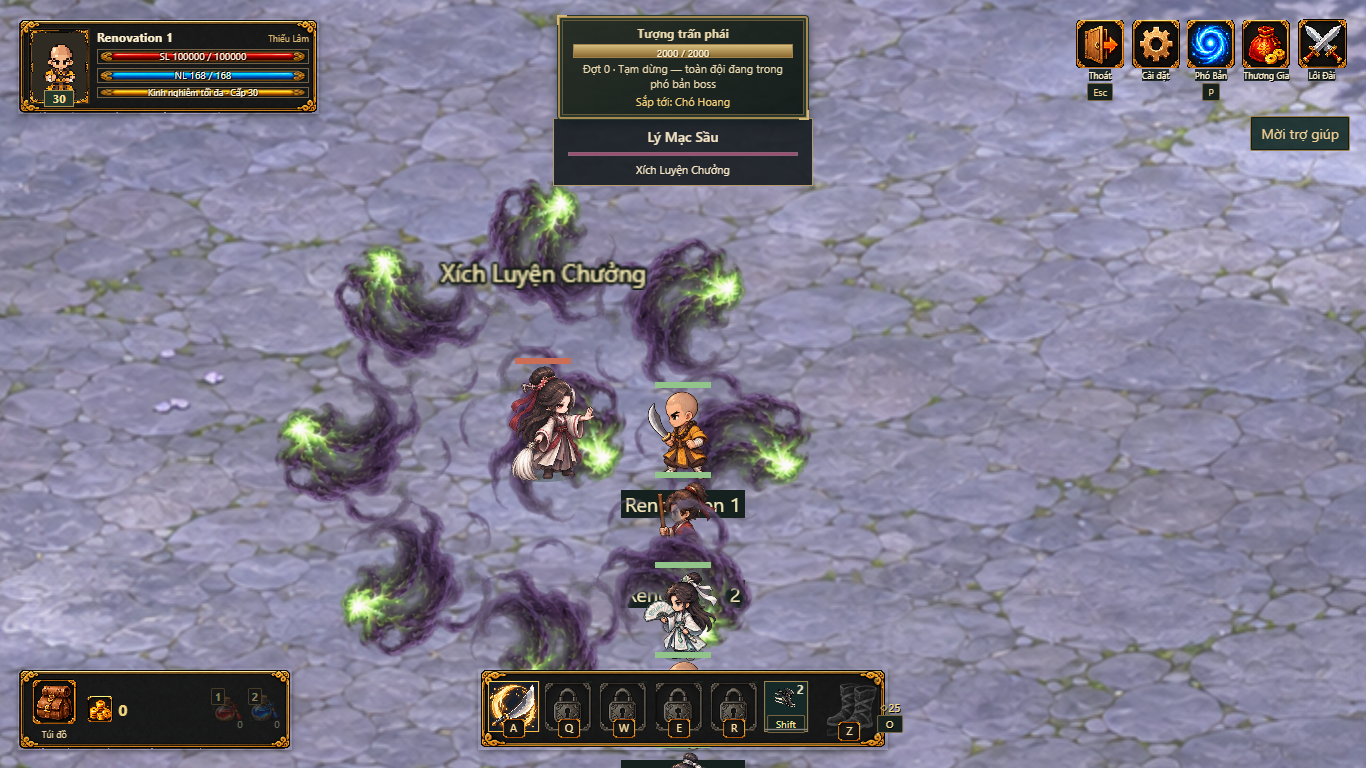 Renovation 1
Thiếu Lâm
SL 100000 / 100000
NL 168 / 168
Kinh nghiệm tối đa · Cấp 30
30
Tượng trấn phái
2000 / 2000
Đợt 0 · Tạm dừng — toàn đội đang trong
phó bản boss
Sắp tới: Chó Hoang
Lý Mạc Sầu
Xích Luyện Chưởng
Thoát
Cài đặt
Phó Bản
Thương Gia
Lôi Đài
Esc
P
Mời trợ giúp
Xích Luyện Chưởng
1
2
Túi đồ
0
1
0
2
0
A
Q
W
E
R
2
Shift
Z
25
O